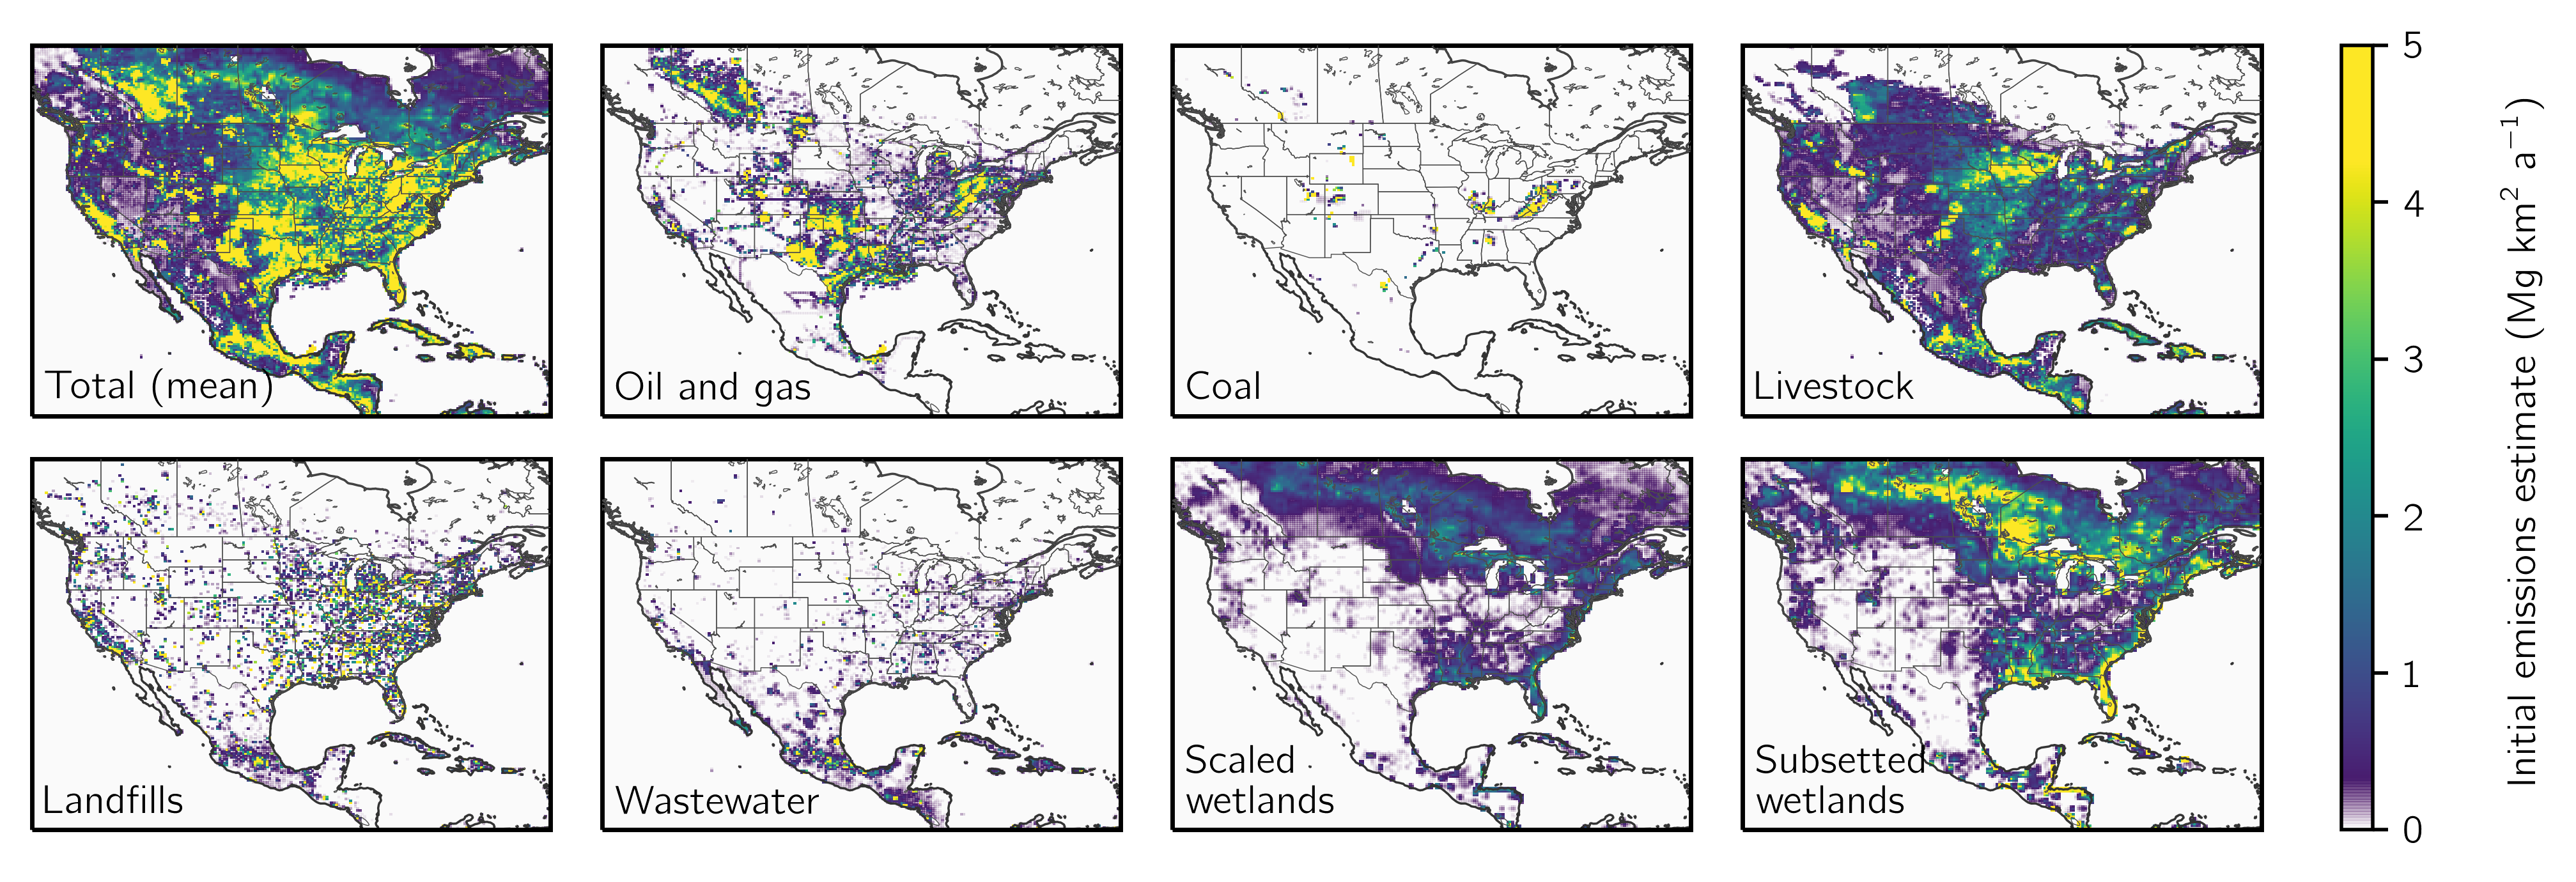 Total (mean)
Oil and gas
Coal
Livestock
Landfills
Wastewater
Scaled
wetlands
Subsetted
wetlands
5
4
3
2
1
0
Initial emissions estimate (Mg km² a⁻¹)